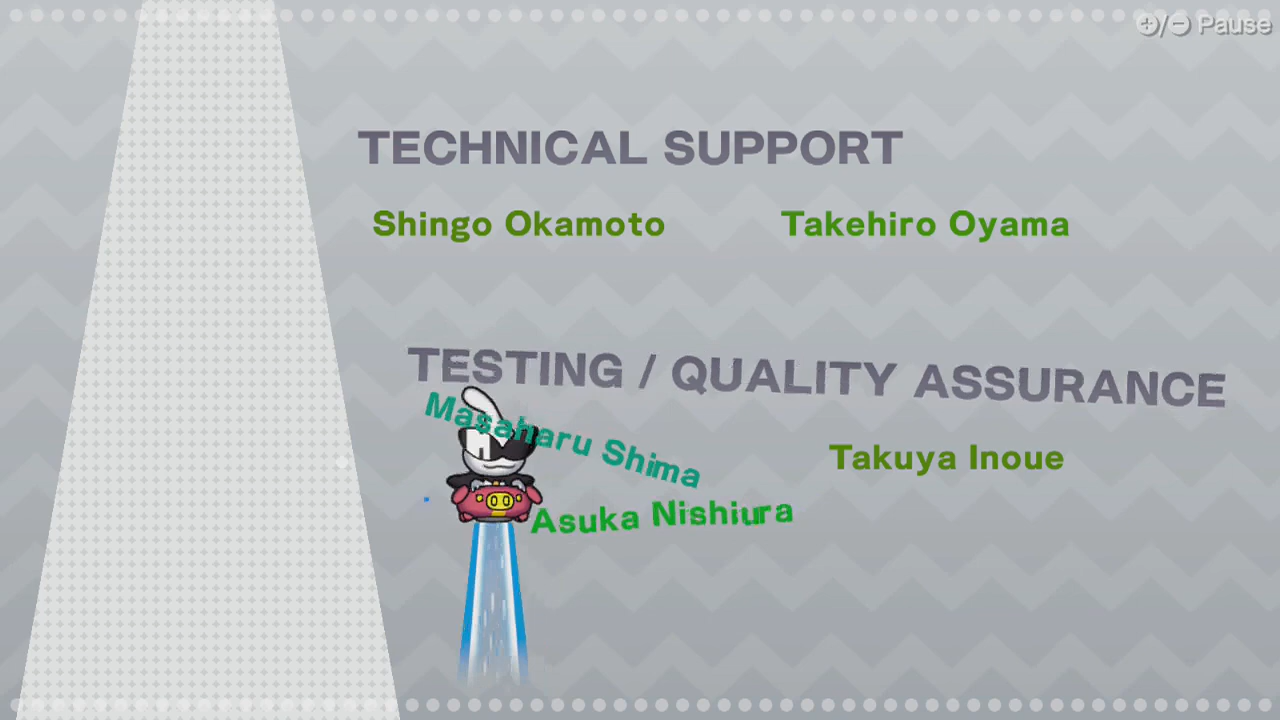 +/- Pause
TECHNICAL SUPPORT
Shingo Okamoto Takehiro Oyama
TESTING / QUALITY ASSURANCE
Masaharu Shima Takuya Inoue
Asuka Nishiura